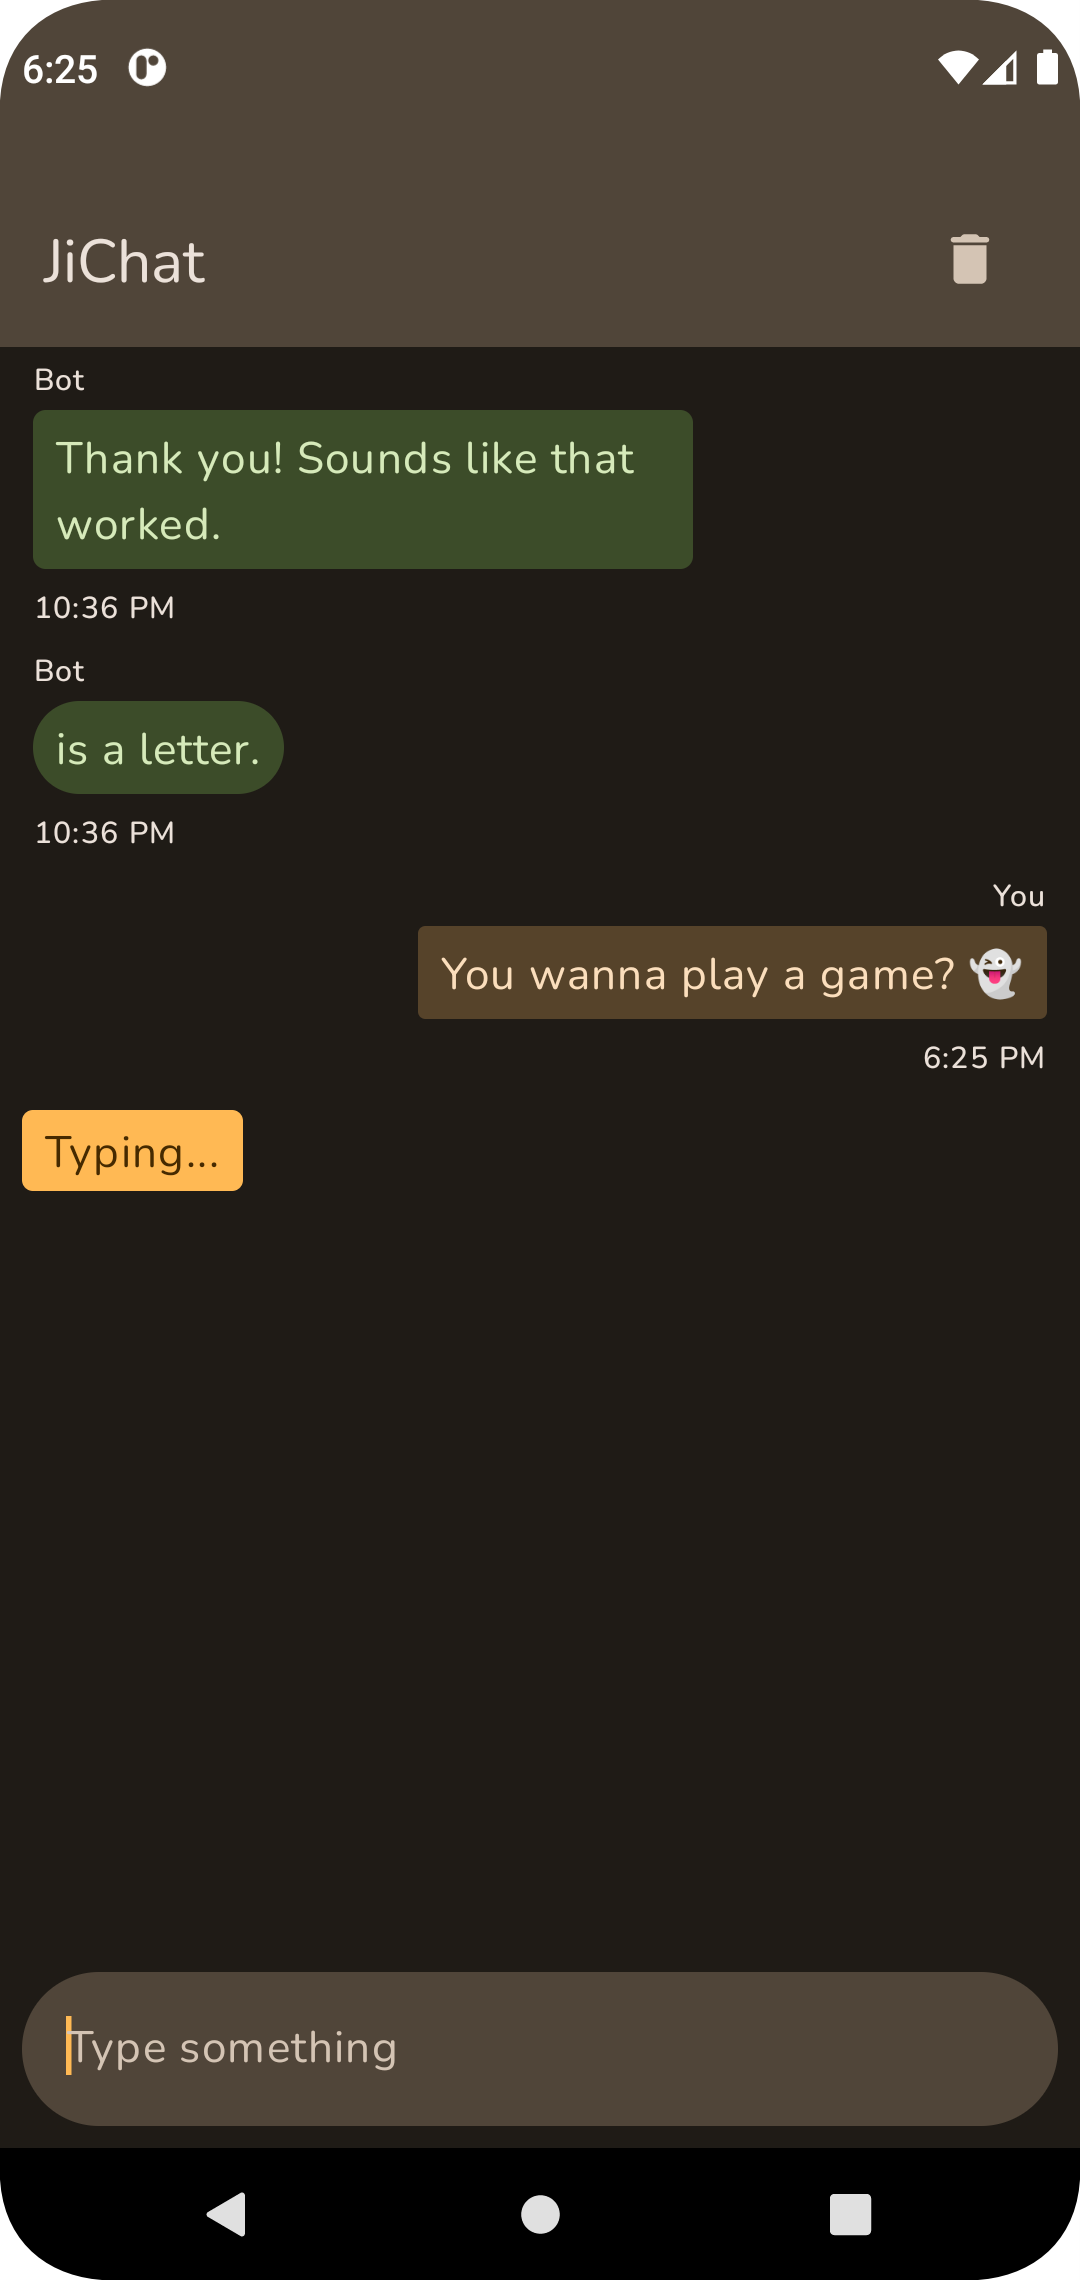 6:25
JiChat
Bot
Thank you! Sounds like that
worked.
10:36 PM
Bot
is a letter.
10:36 PM
You
You wanna play a game? 👻
6:25 PM
Typing...
Type something